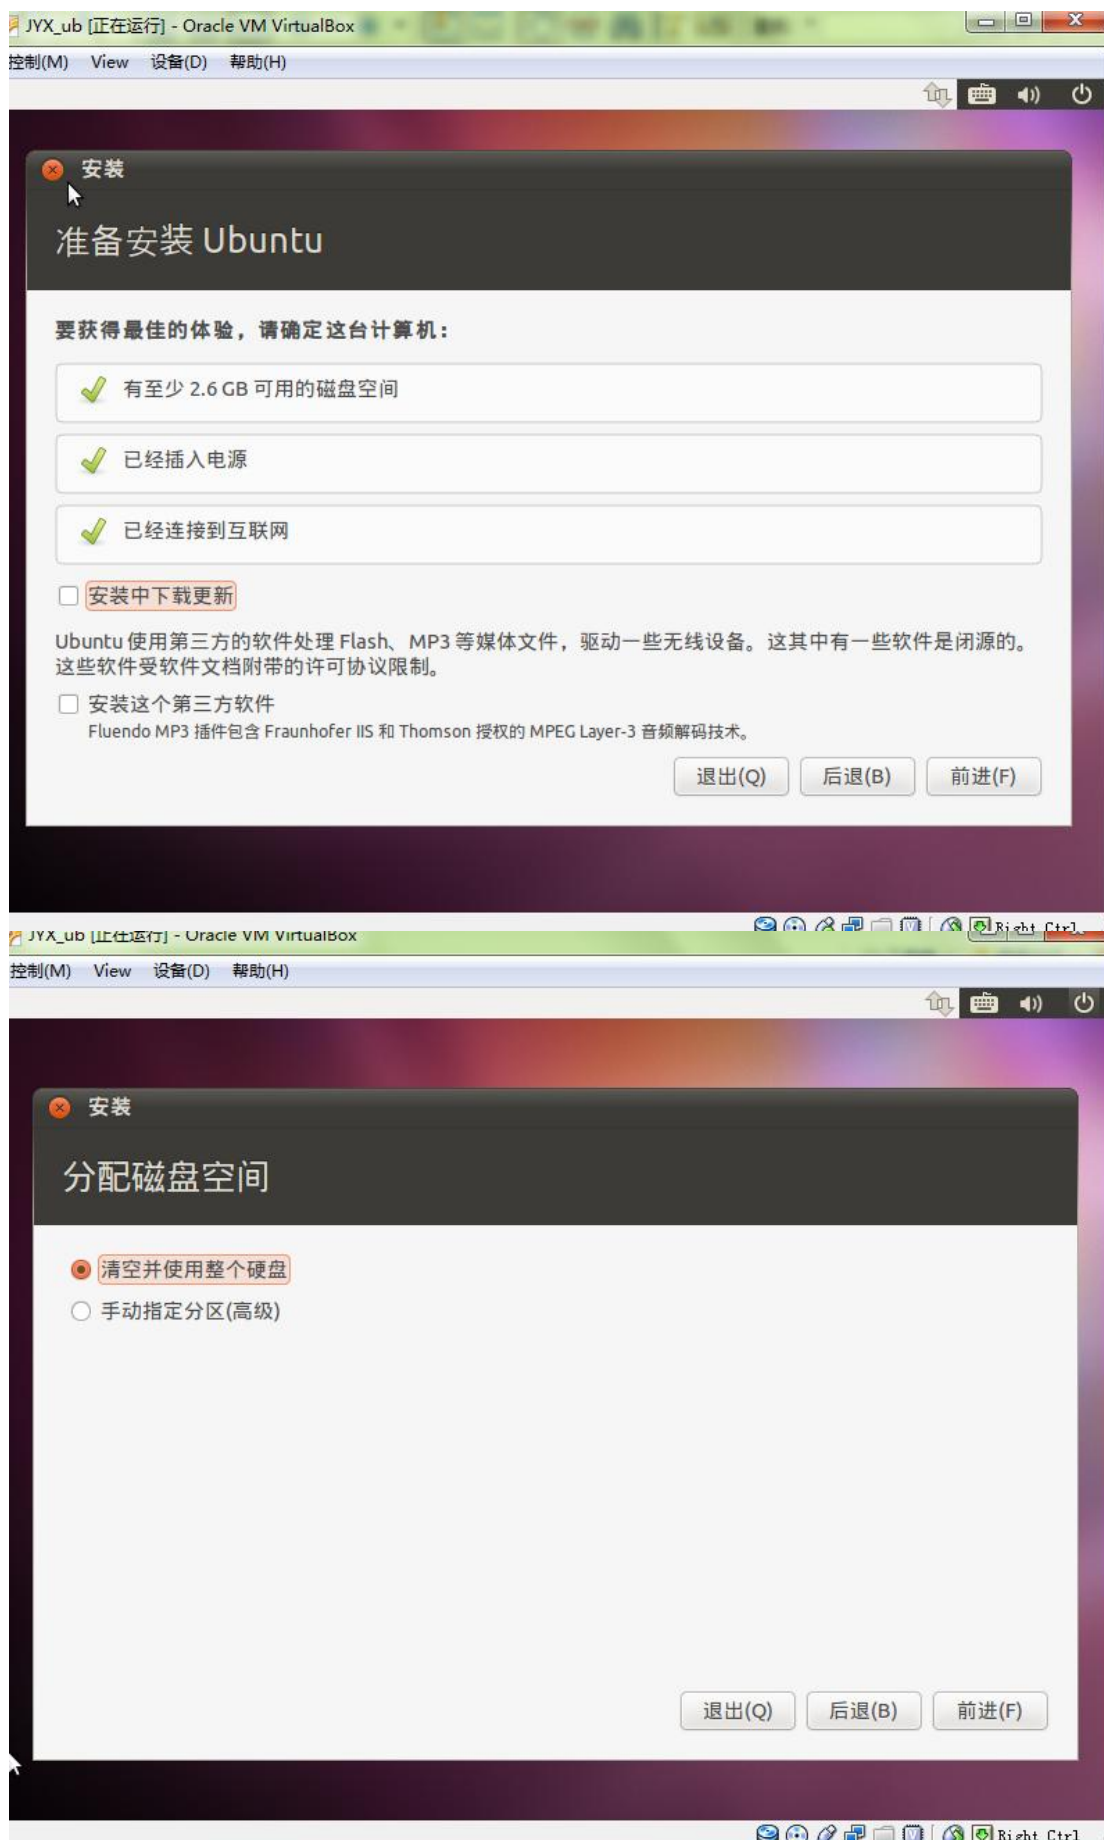 JYX_ub [正在运行] - Oracle VM VirtualBox
控制(M) View 设备(D) 帮助(H)
安装
准备安装 Ubuntu
要获得最佳的体验，请确定这台计算机：
有至少 2.6 GB 可用的磁盘空间
已经插入电源
已经连接到互联网
安装中下载更新
Ubuntu 使用第三方的软件处理 Flash、MP3 等媒体文件，驱动一些无线设备。这其中有一些软件是闭源的。
这些软件受软件文档附带的许可协议限制。
安装这个第三方软件
Fluendo MP3 插件包含 Fraunhofer IIS 和 Thomson 授权的 MPEG Layer-3 音频解码技术。
退出(Q) 后退(B) 前进(F)
Right Ctrl
JYX_ub [正在运行] - Oracle VM VirtualBox
控制(M) View 设备(D) 帮助(H)
安装
分配磁盘空间
清空并使用整个硬盘
手动指定分区(高级)
退出(Q) 后退(B) 前进(F)
Right Ctrl